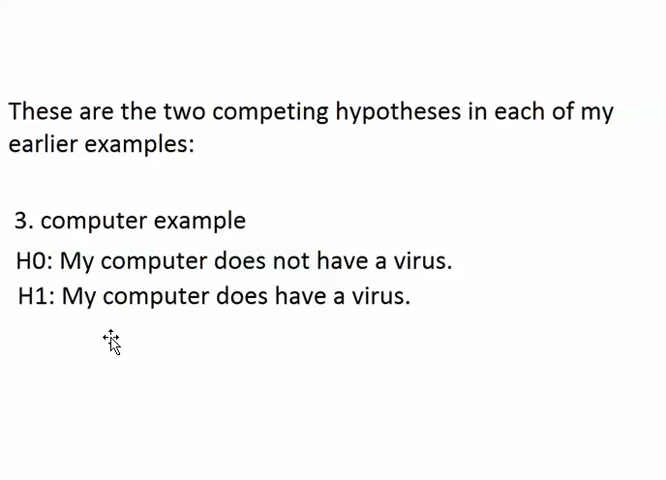 These are the two competing hypotheses in each of my
earlier examples:
3. computer example
H0: My computer does not have a virus.
H1: My computer does have a virus.